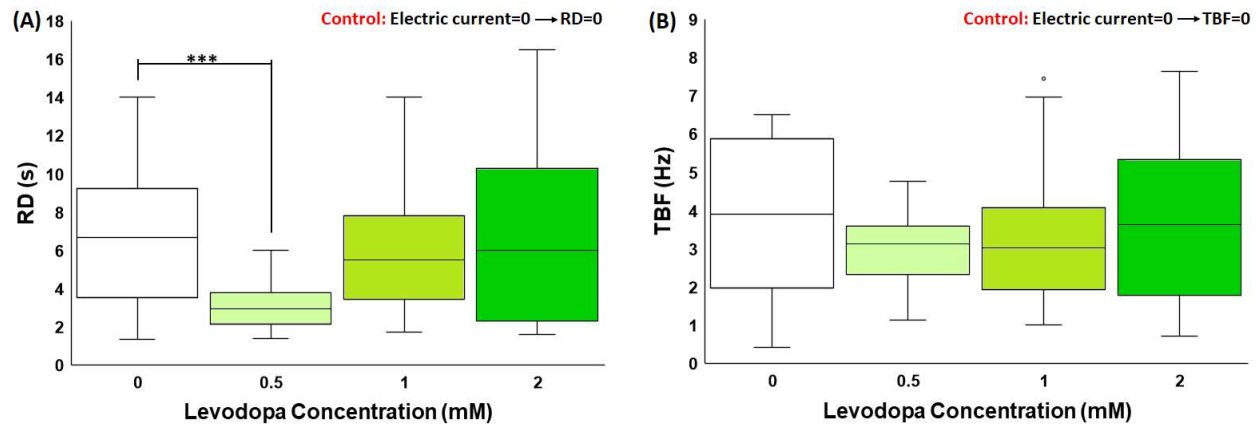 (A)
Control: Electric current=0 → RD=0
18
16
14
12
10
8
6
4
2
0
RD (s)
***
0 0.5 1 2
Levodopa Concentration (mM)
(B)
Control: Electric current=0 → TBF=0
9
8
7
6
5
4
3
2
1
0
TBF (Hz)
0 0.5 1 2
Levodopa Concentration (mM)